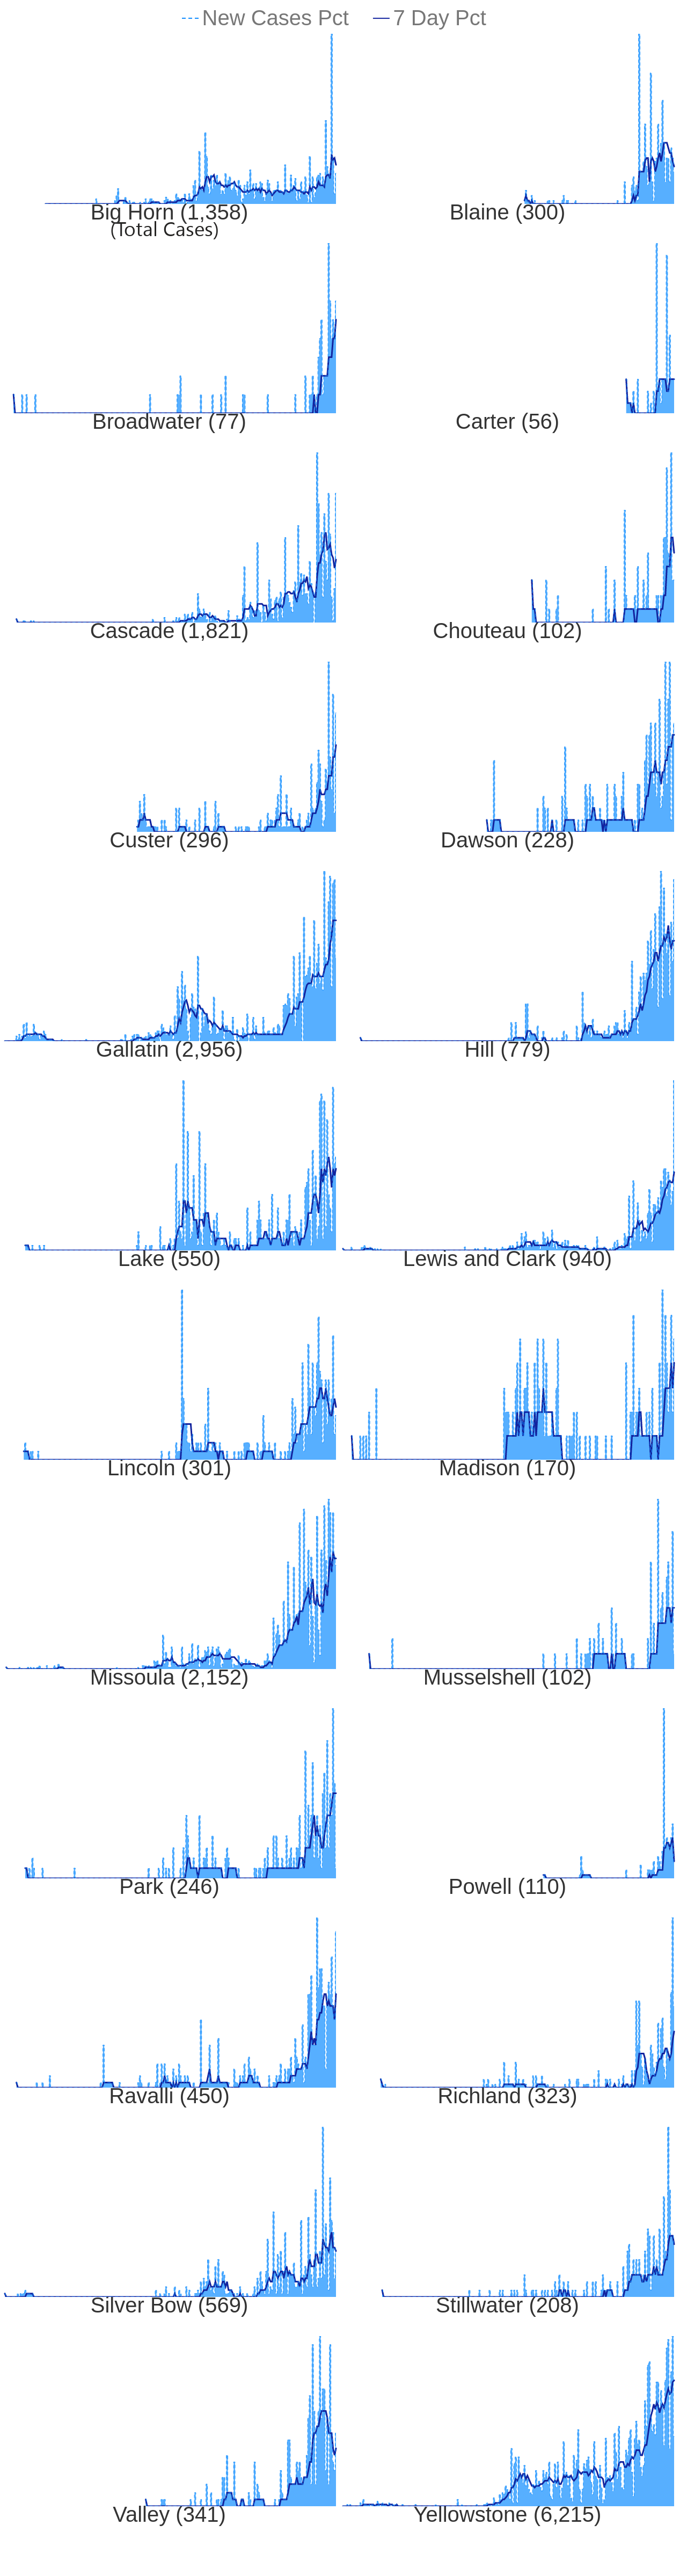 New Cases Pct 7 Day Pct
Big Horn (1,358) Blaine (300)
(Total Cases)
Broadwater (77) Carter (56)
Cascade (1,821) Chouteau (102)
Custer (296) Dawson (228)
Gallatin (2,956) Hill (779)
Lake (550) Lewis and Clark (940)
Lincoln (301) Madison (170)
Missoula (2,152) Musselshell (102)
Park (246) Powell (110)
Ravalli (450) Richland (323)
Silver Bow (569) Stillwater (208)
Valley (341) Yellowstone (6,215)